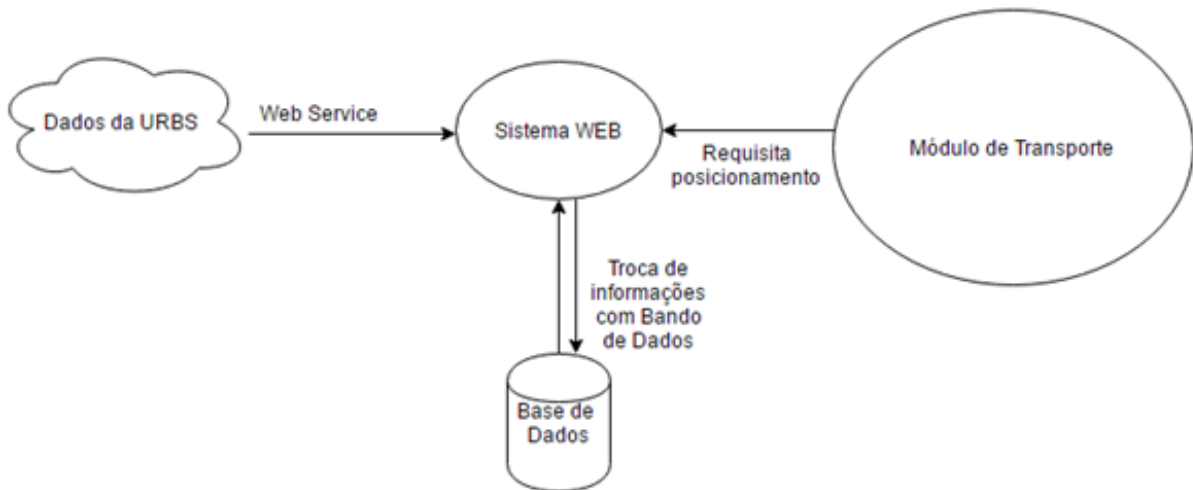 Dados da URBS
Web Service
Sistema WEB
Requisita
posicionamento
Módulo de Transporte
Troca de
informações
com Bando
de Dados
Base de
Dados